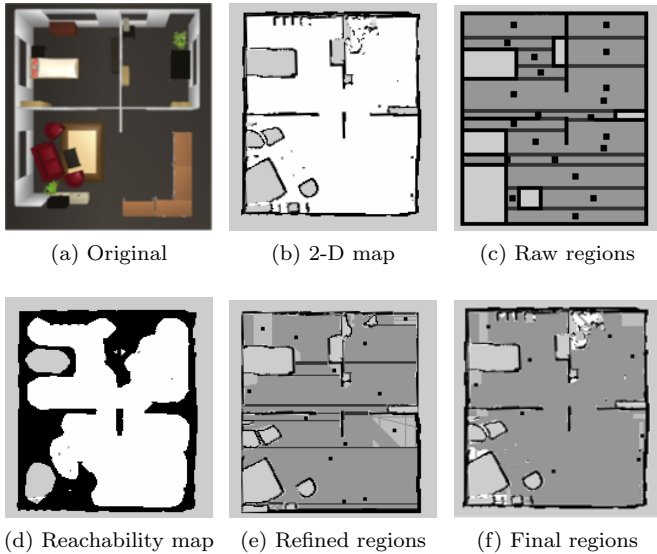 (a) Original
(b) 2-D map
(c) Raw regions
(d) Reachability map
(e) Refined regions
(f) Final regions